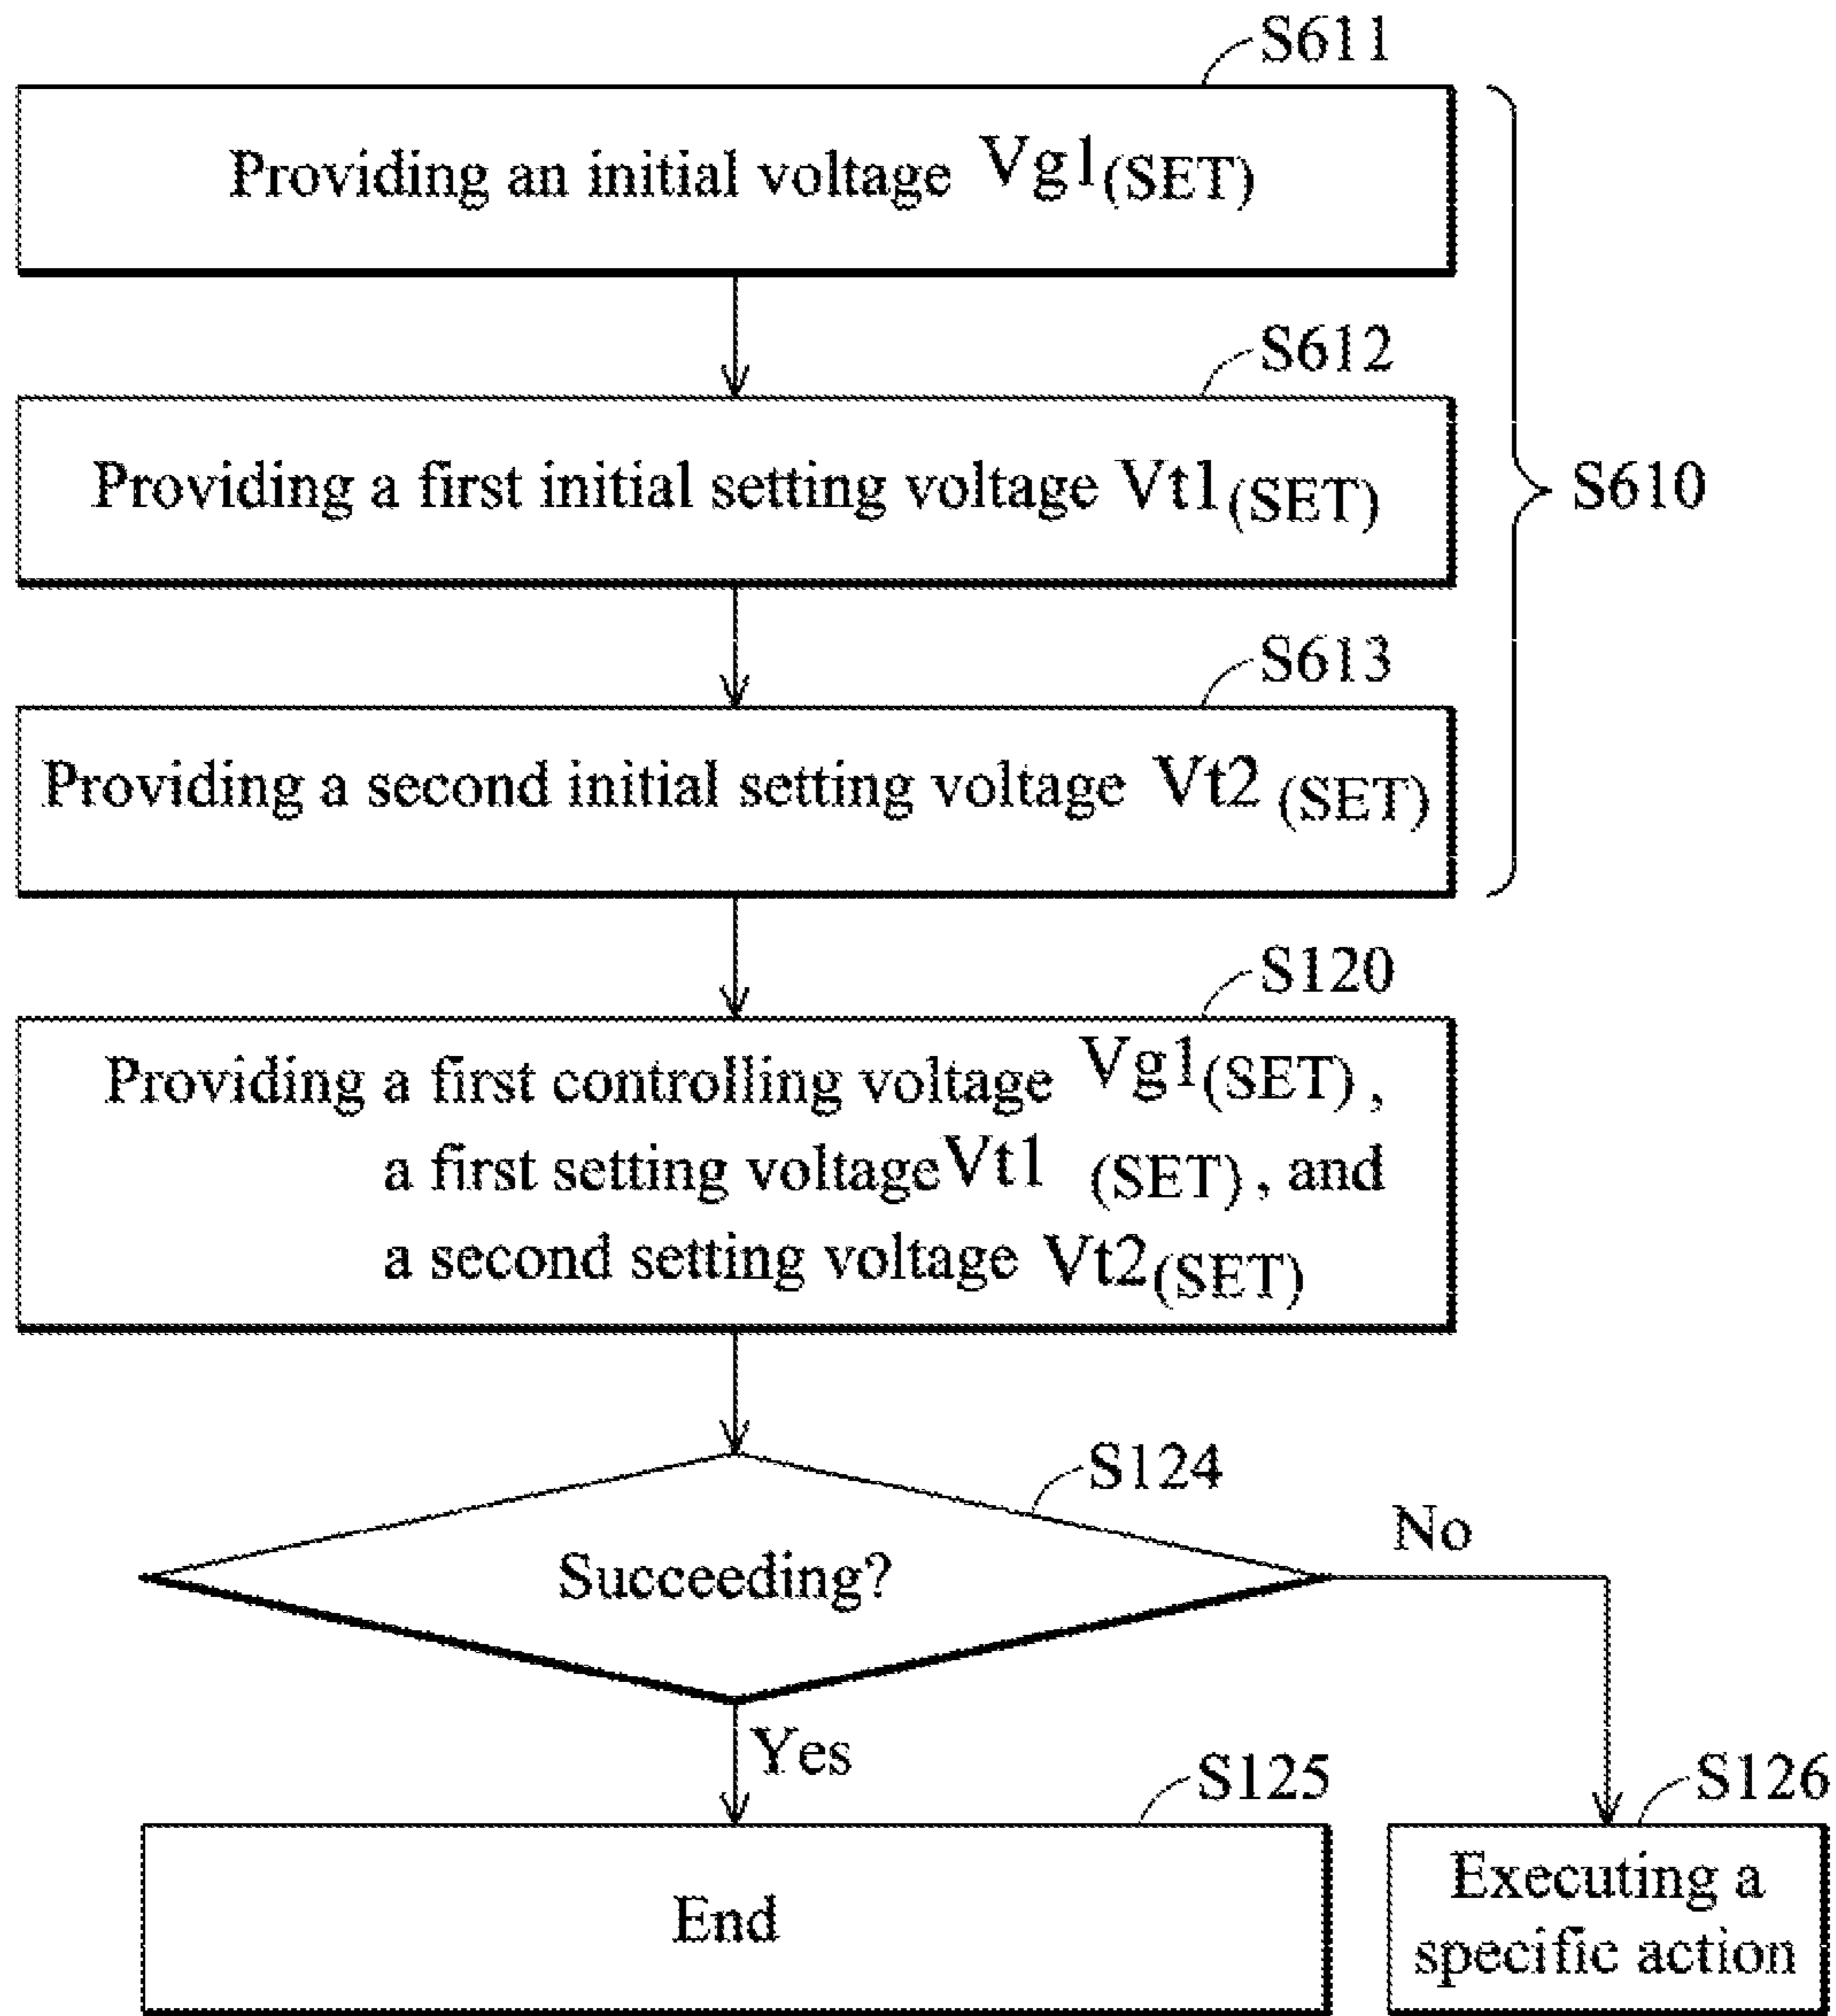 S611
Providing an initial voltage Vg1(SET)
S612
Providing a first initial setting voltage Vt1(SET)
S610
S613
Providing a second initial setting voltage Vt2 (SET)
S120
Providing a first controlling voltage Vg1(SET),
a first setting voltage Vt1 (SET), and
a second setting voltage Vt2(SET)
S124
No
Succeeding?
Yes
S125
S126
End
Executing a
specific action